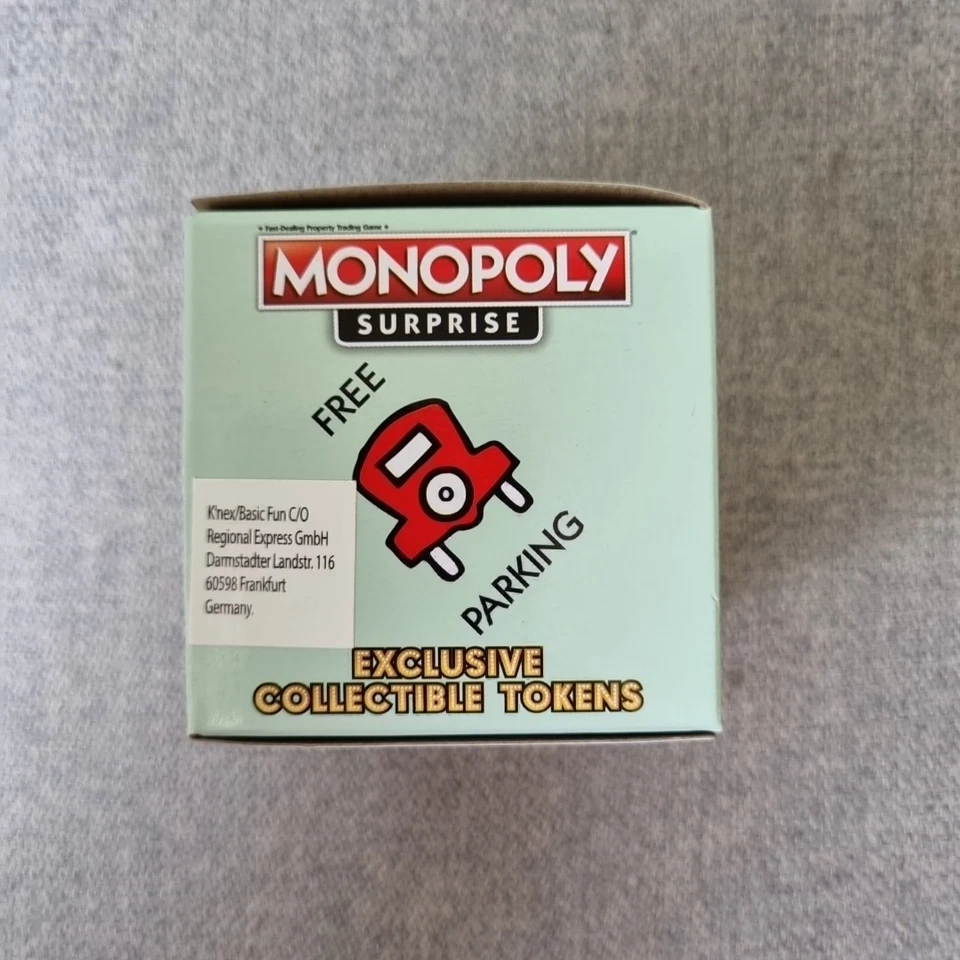 Fast-Dealing Property Trading Game
MONOPOLY
SURPRISE
FREE
PARKING
K'nex/Basic Fun C/O
Regional Express GmbH
Darmstadter Landstr. 116
60598 Frankfurt
Germany.
EXCLUSIVE
COLLECTIBLE TOKENS